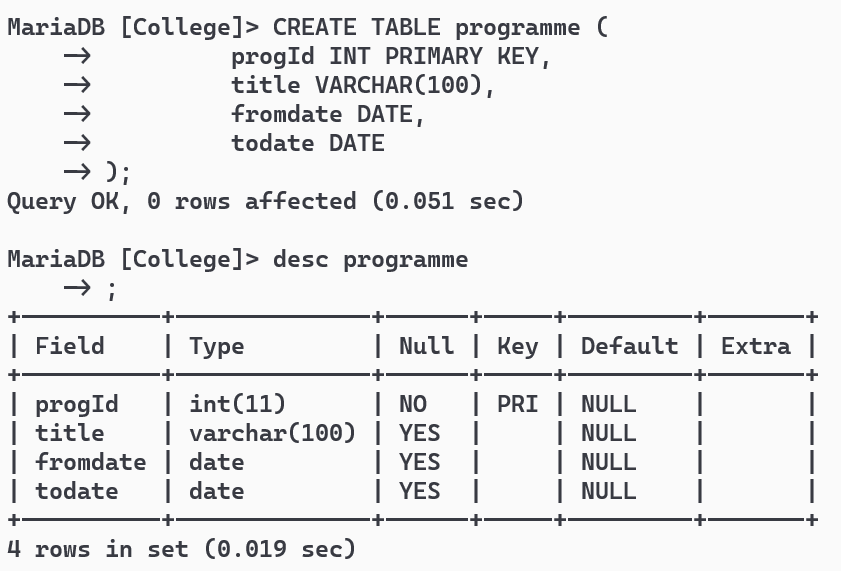 MariaDB [College]> CREATE TABLE programme (
    -> progId INT PRIMARY KEY,
    -> title VARCHAR(100),
    -> fromdate DATE,
    -> todate DATE
    -> );
Query OK, 0 rows affected (0.051 sec)
MariaDB [College]> desc programme
    -> ;
+----------+--------------+------+-----+---------+-------+
| Field    | Type         | Null | Key | Default | Extra |
+----------+--------------+------+-----+---------+-------+
| progId   | int(11)      | NO   | PRI | NULL    |       |
| title    | varchar(100) | YES  |     | NULL    |       |
| fromdate | date         | YES  |     | NULL    |       |
| todate   | date         | YES  |     | NULL    |       |
+----------+--------------+------+-----+---------+-------+
4 rows in set (0.019 sec)